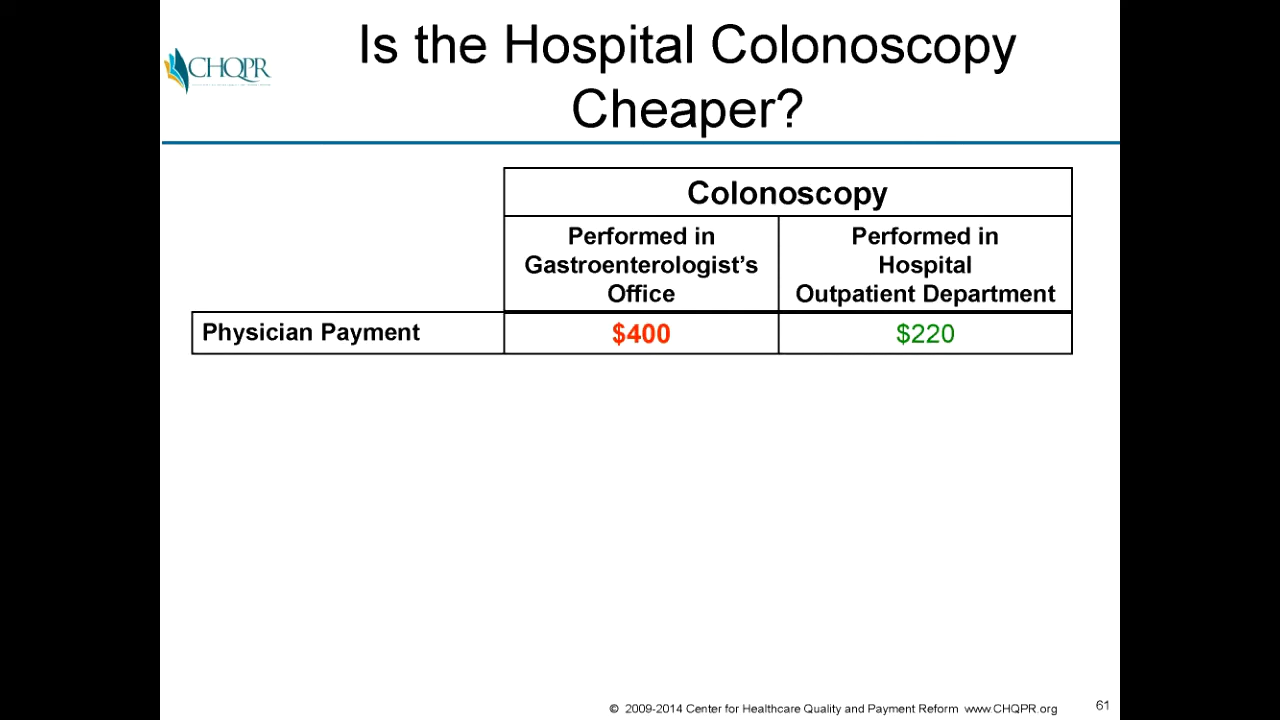 Is the Hospital Colonoscopy
Cheaper?
CHQPR
Colonoscopy
Performed in
Gastroenterologist’s
Office
Performed in
Hospital
Outpatient Department
Physician Payment
$400
$220
© 2009-2014 Center for Healthcare Quality and Payment Reform www.CHQPR.org
61